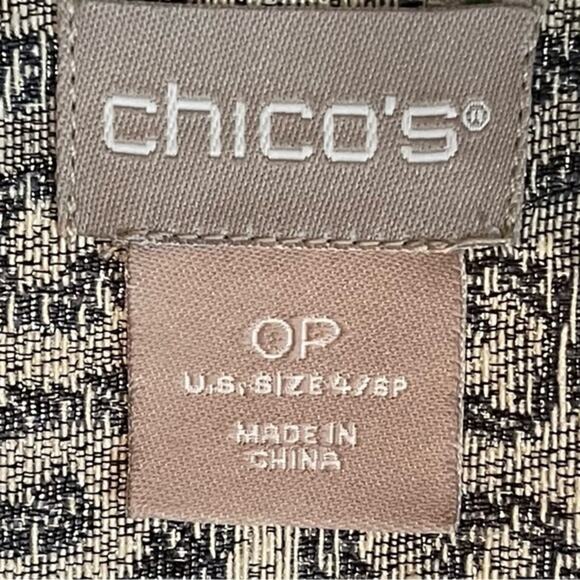 chico's®
0P
U.S. SIZE 4/6P
MADE IN
CHINA